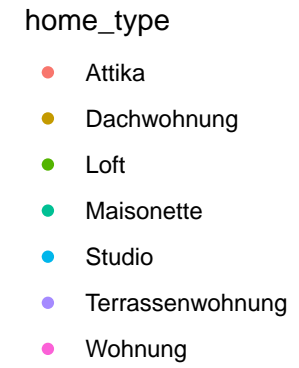 home_type
Attika
Dachwohnung
Loft
Maisonette
Studio
Terrassenwohnung
Wohnung